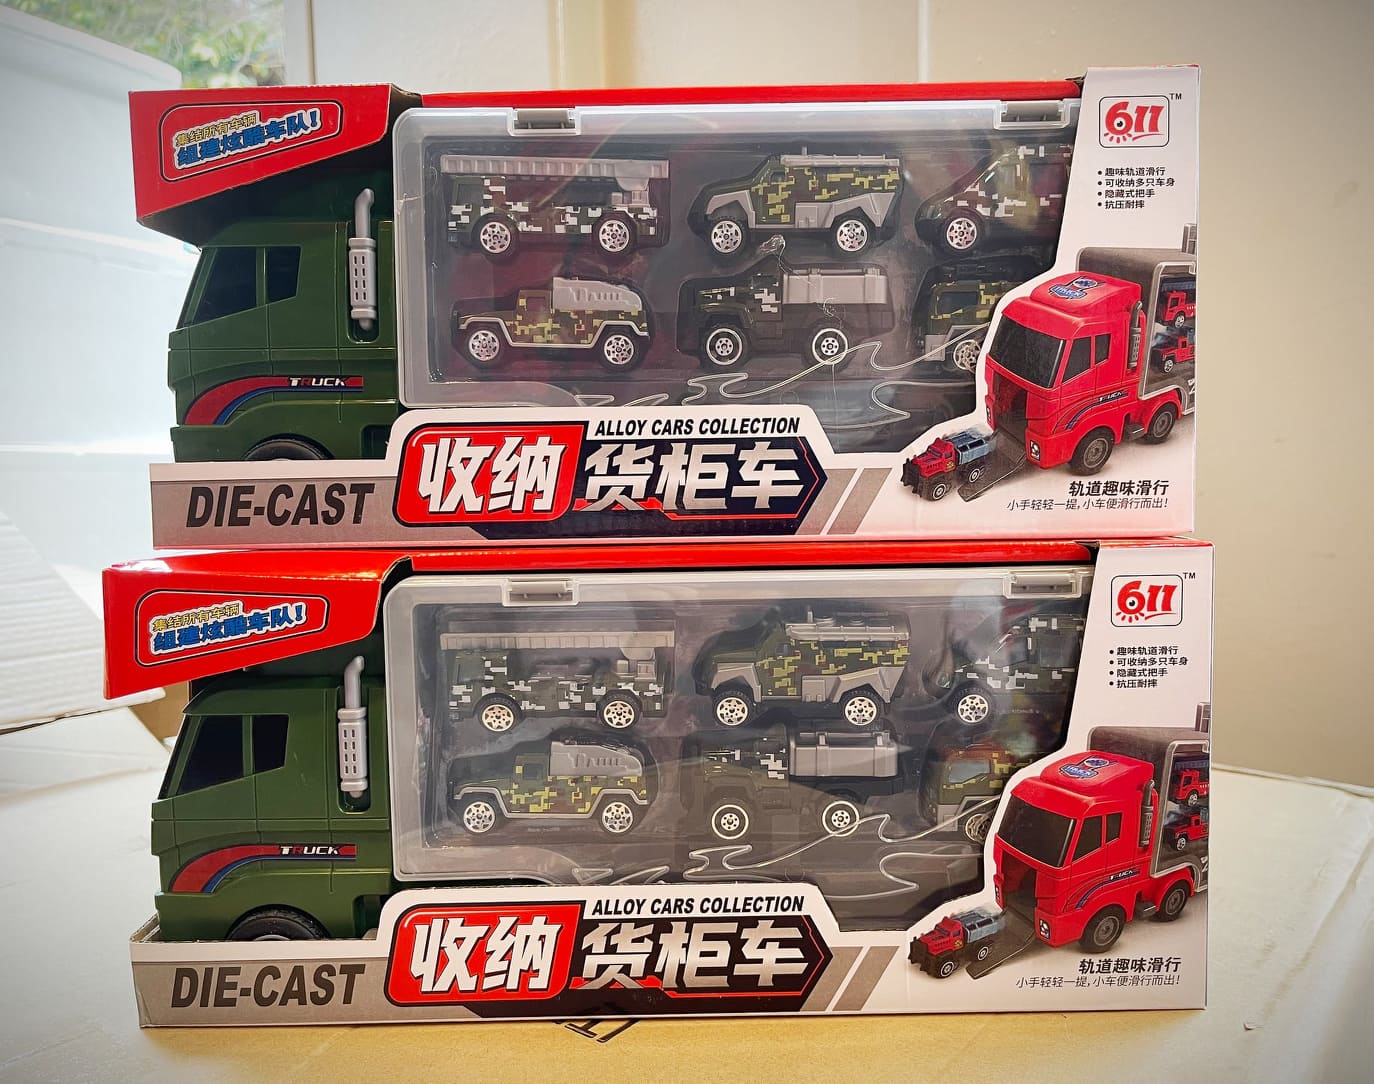 集结所有车辆
组建炫酷车队!
611™
• 趣味轨道滑行
• 可收纳多只车身
• 隐藏式把手
• 抗压耐摔
TRUCK
ALLOY CARS COLLECTION
收纳货柜车
DIE-CAST
TRUCK
轨道趣味滑行
小手轻轻一提,小车便滑行而出!
集结所有车辆
组建炫酷车队!
611™
• 趣味轨道滑行
• 可收纳多只车身
• 隐藏式把手
• 抗压耐摔
TRUCK
ALLOY CARS COLLECTION
收纳货柜车
DIE-CAST
TRUCK
轨道趣味滑行
小手轻轻一提,小车便滑行而出!